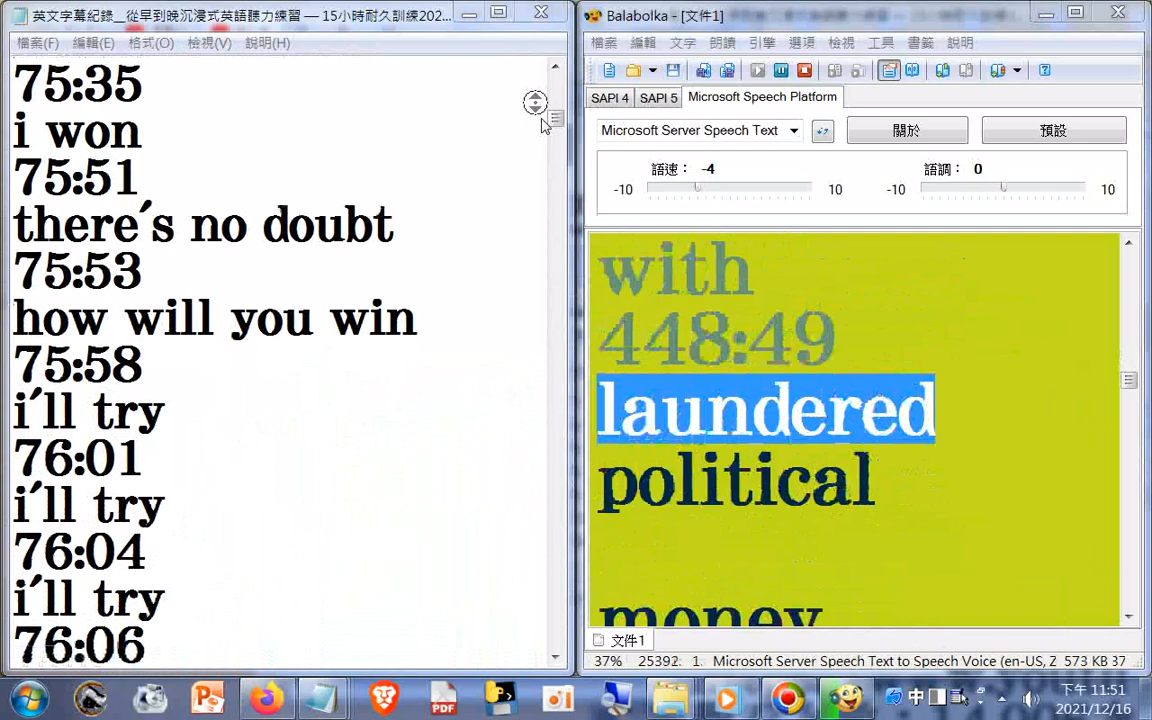 英文字幕紀錄__從早到晚沉浸式英語聽力練習 — 15小時耐久訓練202...
檔案(F) 編輯(E) 格式(O) 檢視(V) 說明(H)
75:35
i won
75:51
there's no doubt
75:53
how will you win
75:58
i'll try
76:01
i'll try
76:04
i'll try
76:06
Balabolka - [文件1]
檔案 編輯 文字 朗讀 引擎 選項 檢視 工具 書籤 說明
SAPI 4 SAPI 5 Microsoft Speech Platform
Microsoft Server Speech Text 關於 預設
語速： -4 語調： 0
-10 10 -10 10
with
448:49
laundered
political
money
文件1
37% 25392: 1. Microsoft Server Speech Text to Speech Voice (en-US, Z 573 KB 37
PDF
中
下午 11:51
2021/12/16